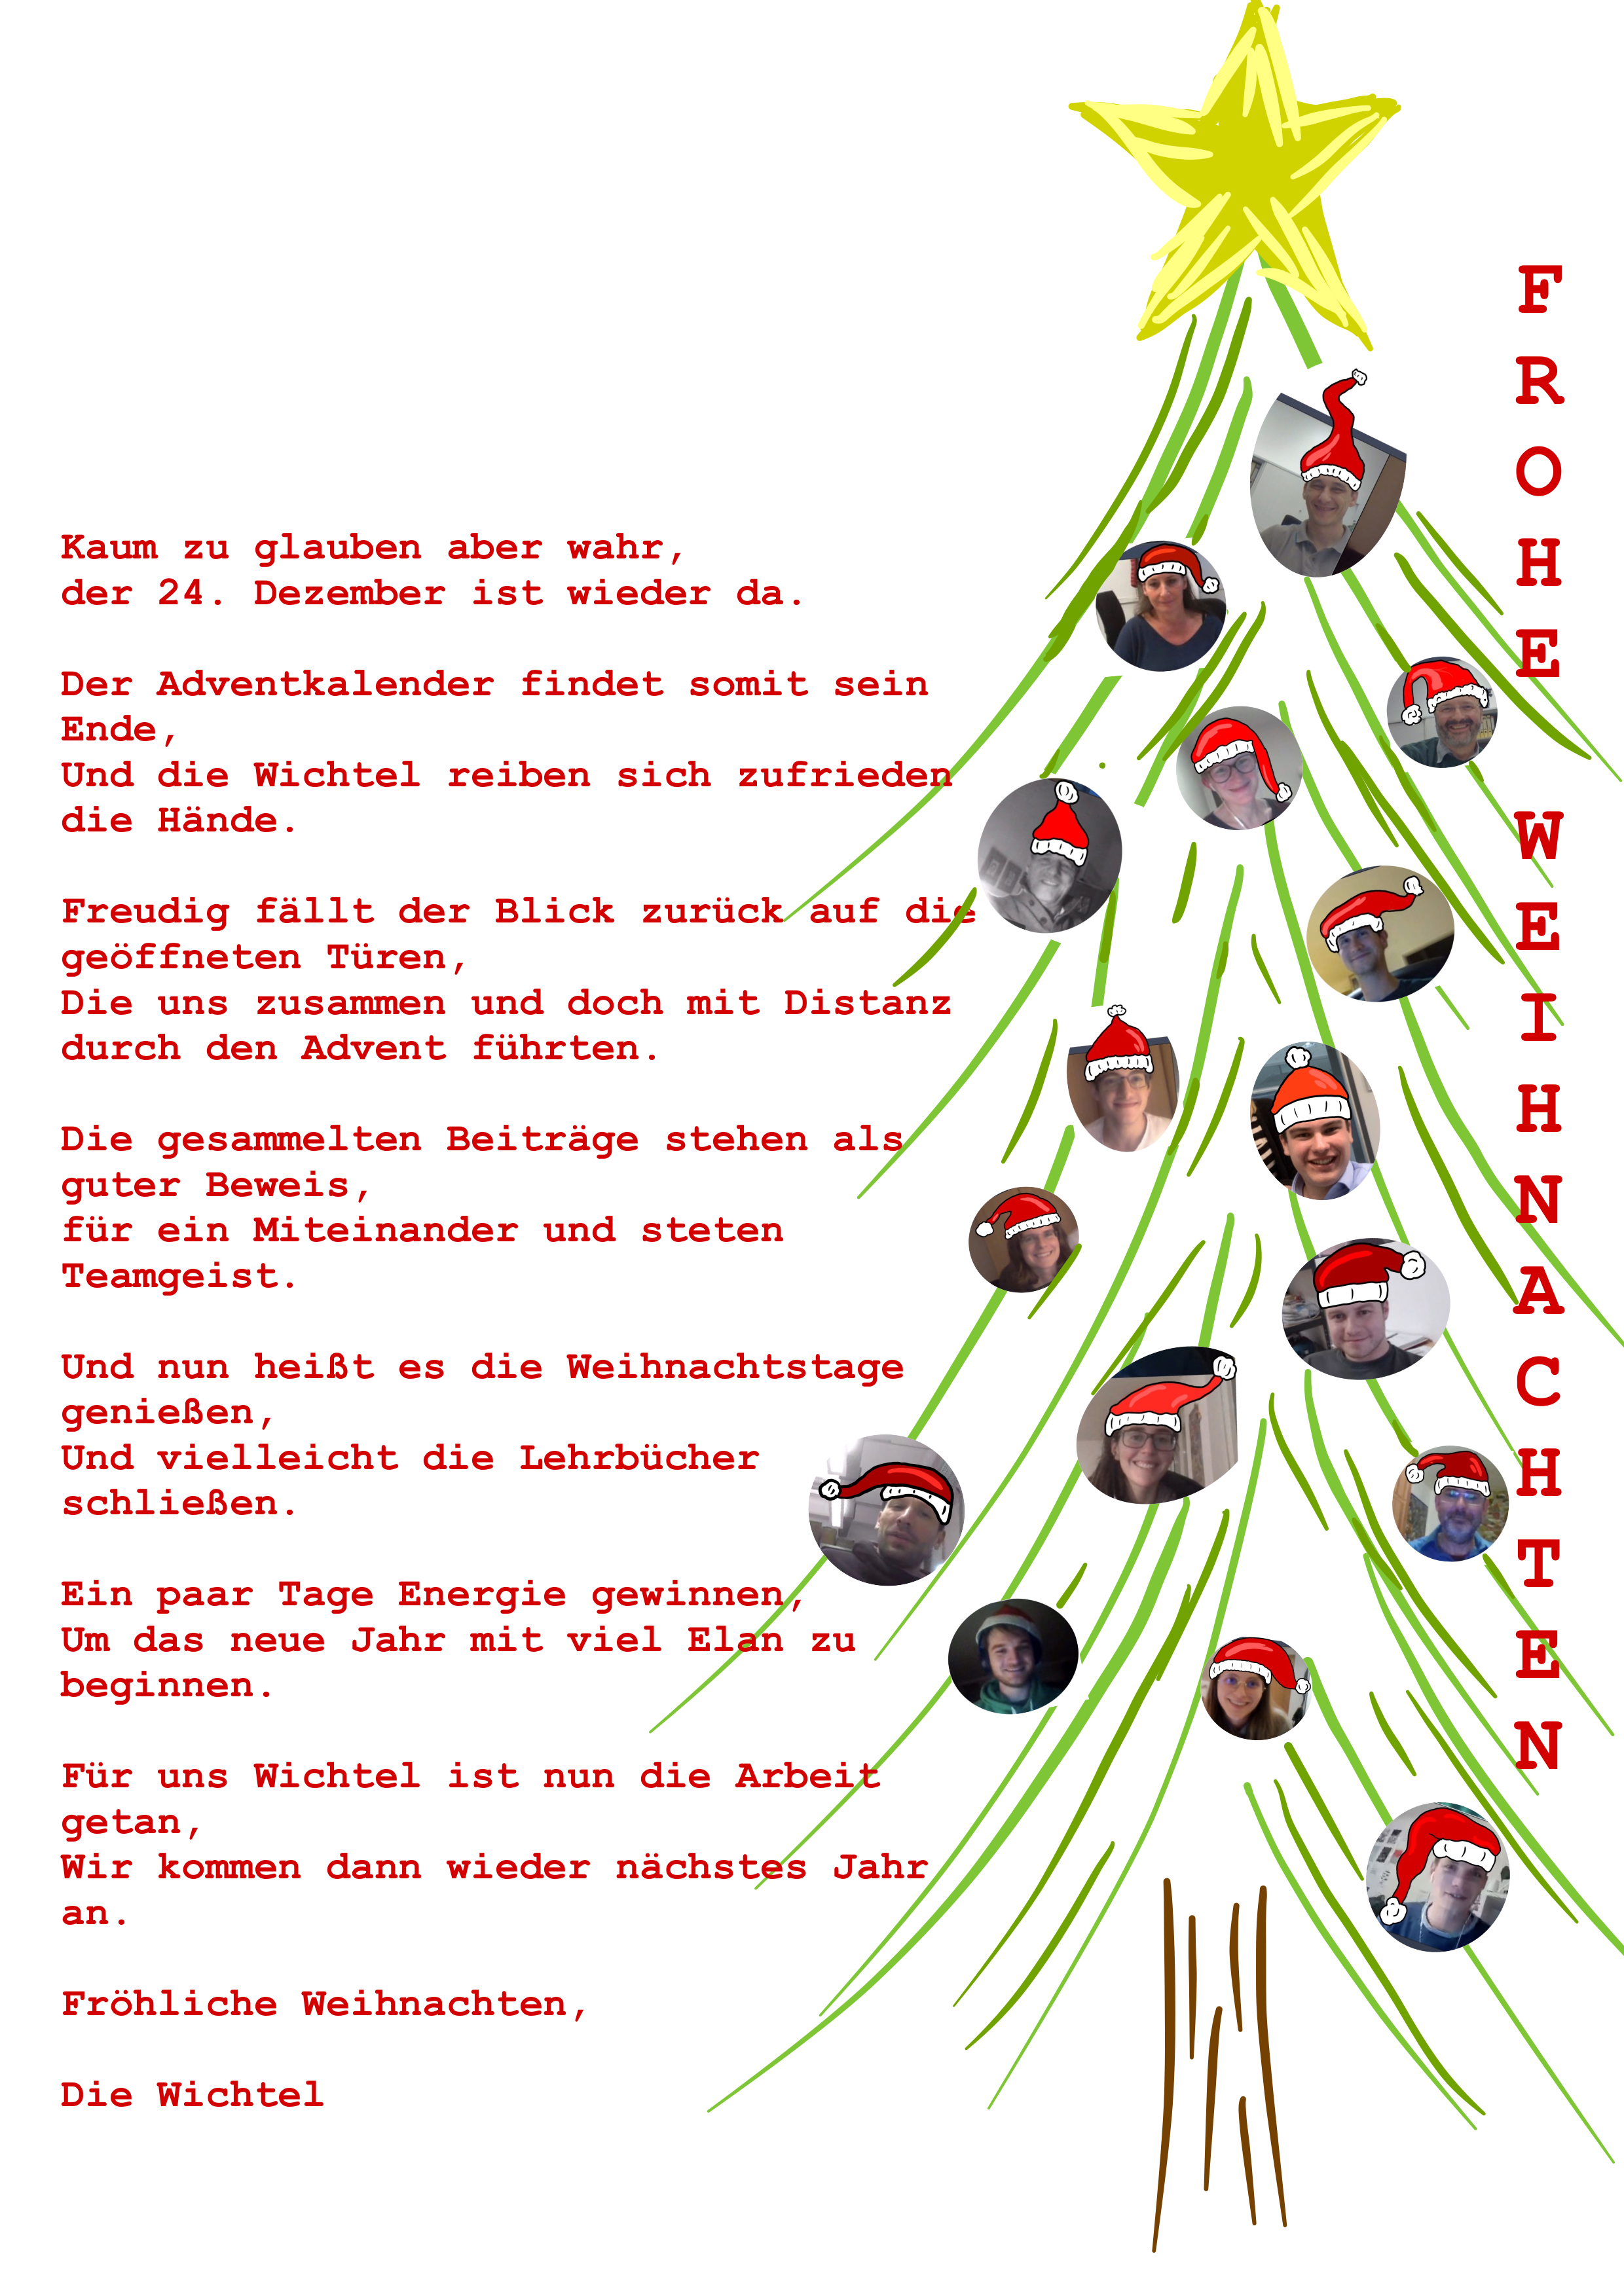 Kaum zu glauben aber wahr,
der 24. Dezember ist wieder da.
Der Adventkalender findet somit sein
Ende,
Und die Wichtel reiben sich zufrieden
die Hände.
Freudig fällt der Blick zurück auf die
geöffneten Türen,
Die uns zusammen und doch mit Distanz
durch den Advent führten.
Die gesammelten Beiträge stehen als
guter Beweis,
für ein Miteinander und steten
Teamgeist.
Und nun heißt es die Weihnachtstage
genießen,
Und vielleicht die Lehrbücher
schließen.
Ein paar Tage Energie gewinnen,
Um das neue Jahr mit viel Elan zu
beginnen.
Für uns Wichtel ist nun die Arbeit
getan,
Wir kommen dann wieder nächstes Jahr
an.
Fröhliche Weihnachten,
Die Wichtel
FROHE WEIHNACHTEN